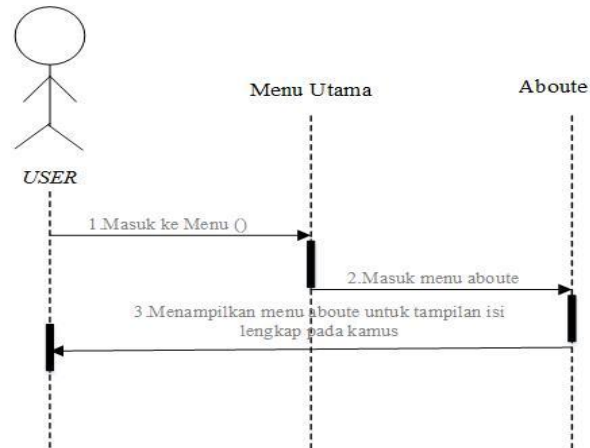 Menu Utama
Aboute
USER
1.Masuk ke Menu ()
2.Masuk menu aboute
3.Menampilkan menu aboute untuk tampilan isi
lengkap pada kamus